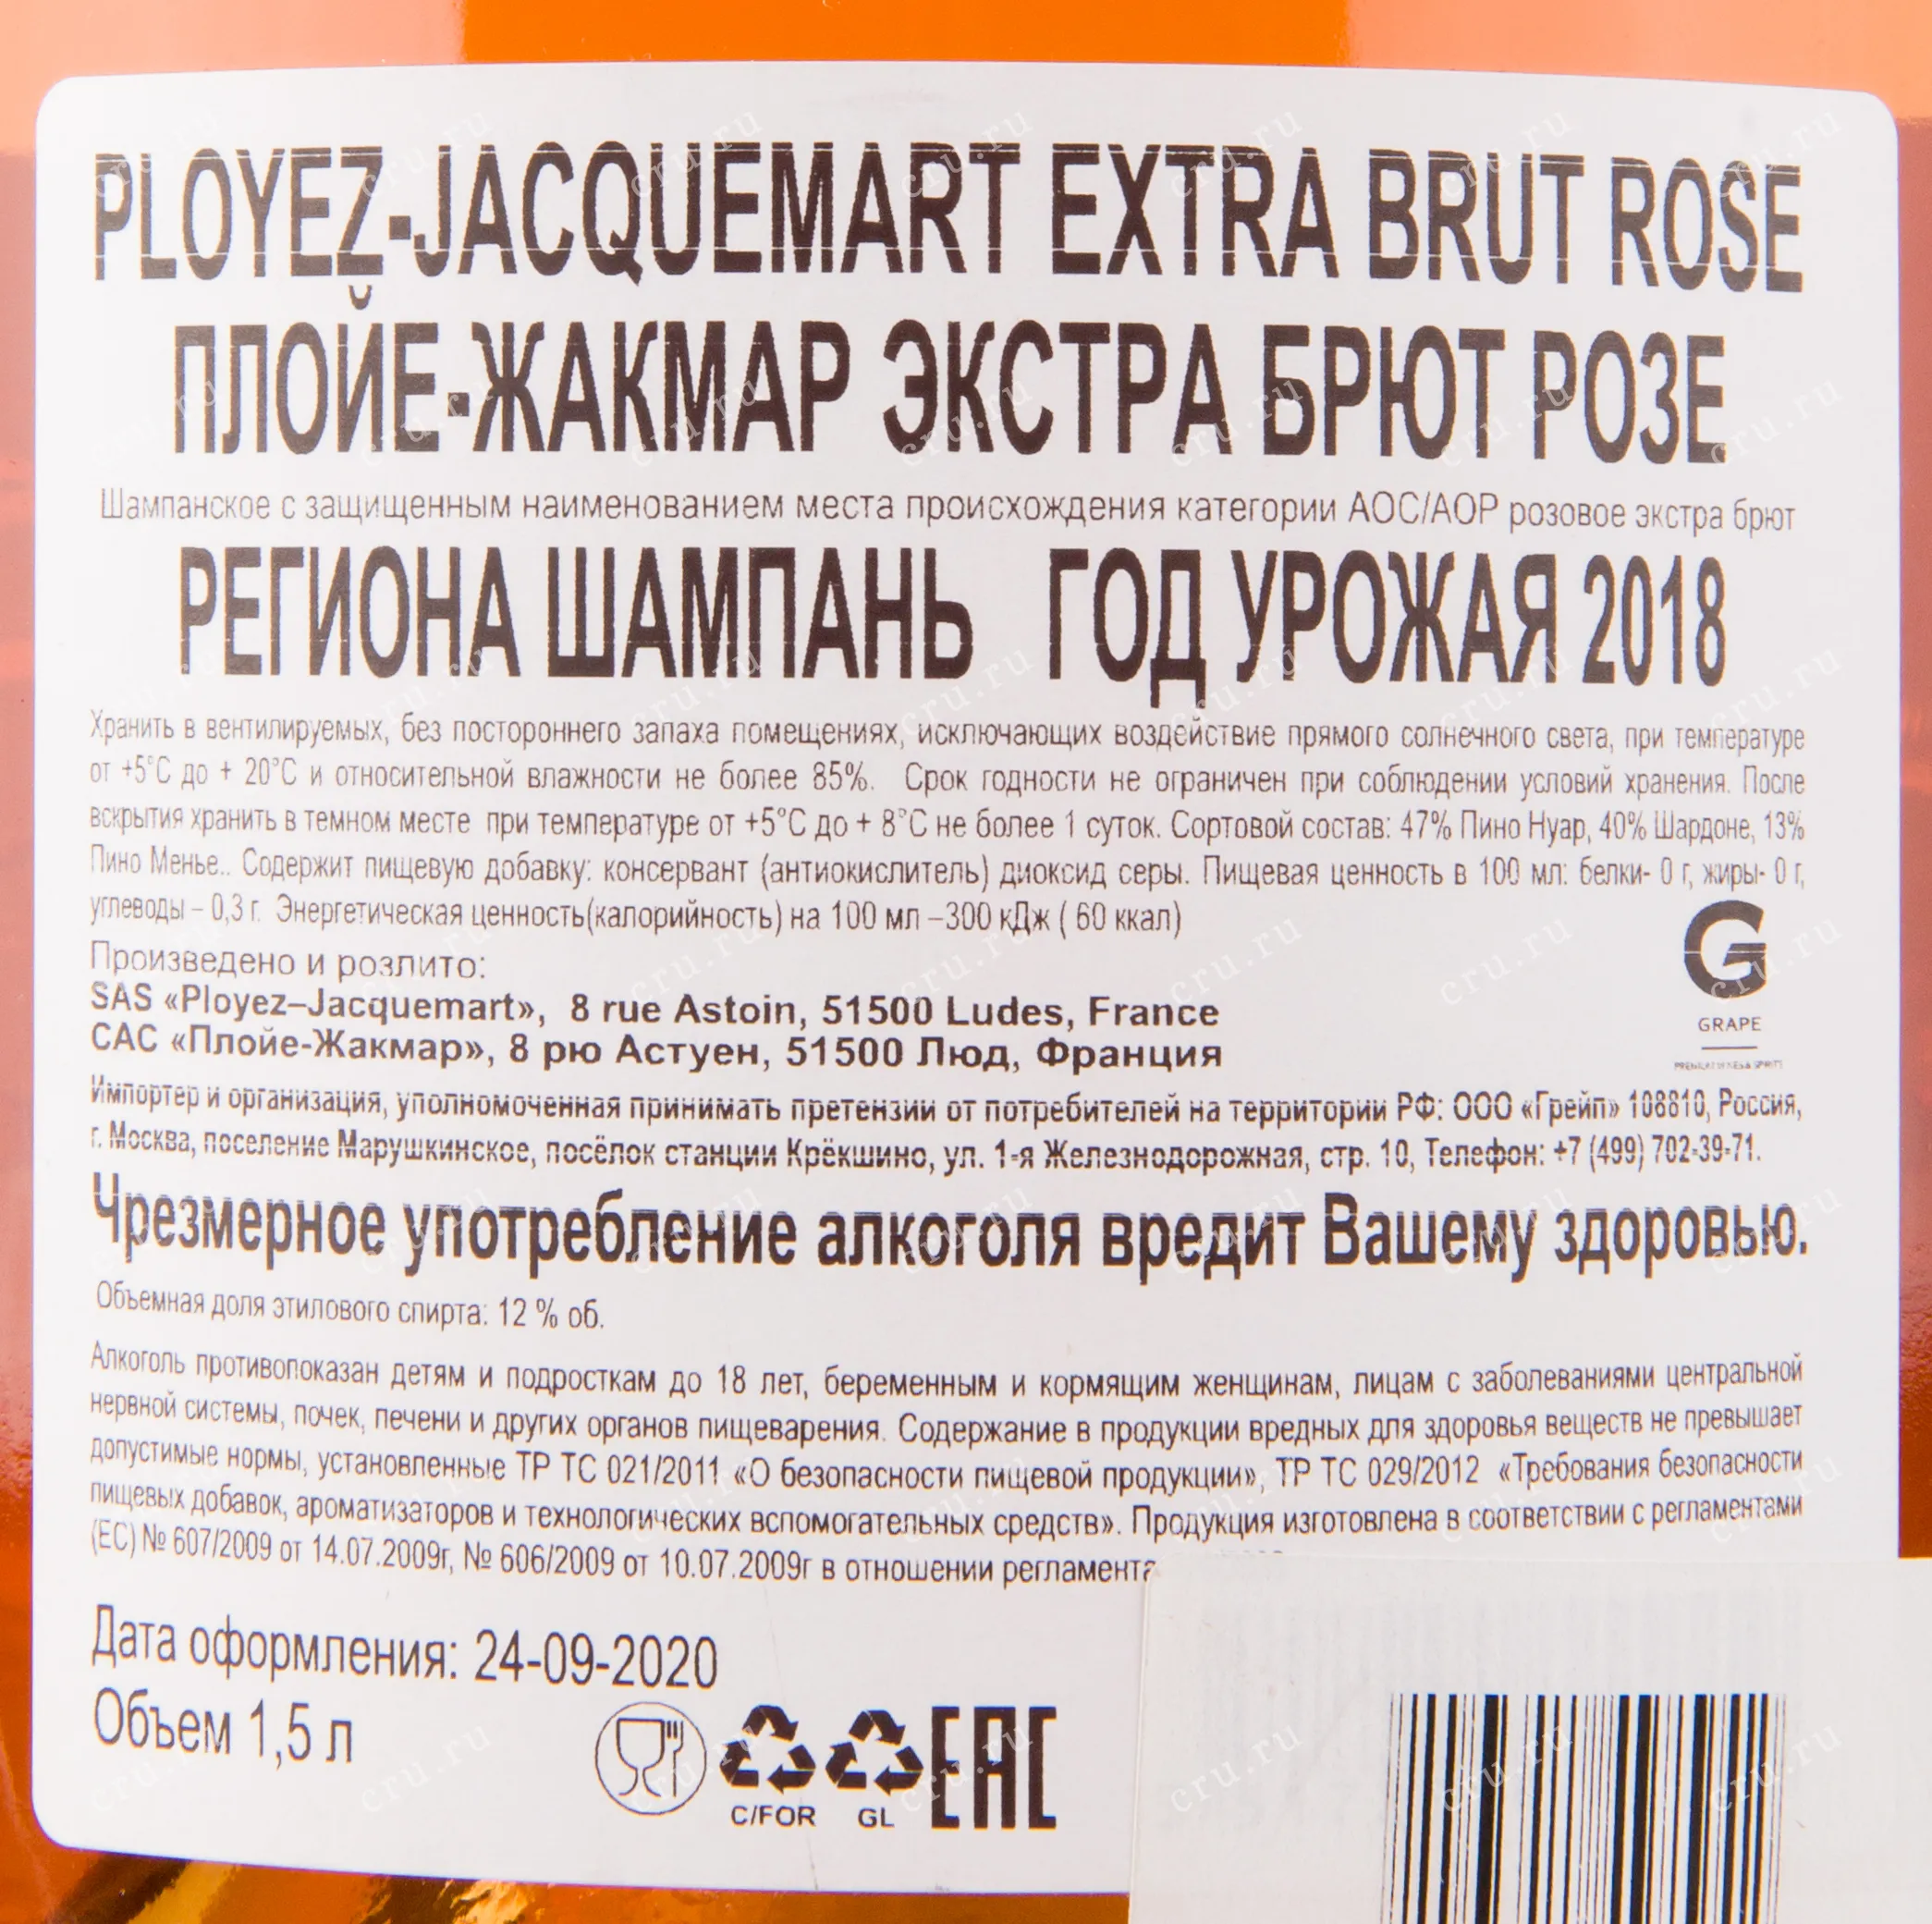 PLOYEZ-JACQUEMART EXTRA BRUT ROSE
ПЛОЙЕ-ЖАКМАР ЭКСТРА БРЮТ РОЗЕ
Шампанское с защищенным наименованием места происхождения категории AOC/AOP розовое экстра брют
РЕГИОНА ШАМПАНЬ ГОД УРОЖАЯ 2018
Хранить в вентилируемых, без постороннего запаха помещениях, исключающих воздействие прямого солнечного света, при температуре
от +5°C до + 20°C и относительной влажности не более 85%. Срок годности не ограничен при соблюдении условий хранения. После
вскрытия хранить в темном месте при температуре от +5°C до + 8°C не более 1 суток. Сортовой состав: 47% Пино Нуар, 40% Шардоне, 13%
Пино Менье.. Содержит пищевую добавку: консервант (антиокислитель) диоксид серы. Пищевая ценность в 100 мл: белки- 0 г, жиры- 0 г,
углеводы – 0,3 г. Энергетическая ценность(калорийность) на 100 мл –300 кДж ( 60 ккал)
Произведено и розлито:
SAS «Ployez–Jacquemart», 8 rue Astoin, 51500 Ludes, France
САС «Плойе-Жакмар», 8 рю Астуен, 51500 Люд, Франция
G
GRAPE
Импортер и организация, уполномоченная принимать претензии от потребителей на территории РФ: ООО «Грейп» 108810, Россия,
г. Москва, поселение Марушкинское, посёлок станции Крёкшино, ул. 1-я Железнодорожная, стр. 10, Телефон: +7 (499) 702-39-71.
Чрезмерное употребление алкоголя вредит Вашему здоровью.
Объемная доля этилового спирта: 12 % об.
Алкоголь противопоказан детям и подросткам до 18 лет, беременным и кормящим женщинам, лицам с заболеваниями центральной
нервной системы, почек, печени и других органов пищеварения. Содержание в продукции вредных для здоровья веществ не превышает
допустимые нормы, установленные ТР ТС 021/2011 «О безопасности пищевой продукции», ТР ТС 029/2012 «Требования безопасности
пищевых добавок, ароматизаторов и технологических вспомогательных средств». Продукция изготовлена в соответствии с регламентами
(ЕС) № 607/2009 от 14.07.2009г, № 606/2009 от 10.07.2009г в отношении регламента
Дата оформления: 24-09-2020
Объем 1,5 л
C/FOR GL EAC
cru.ru